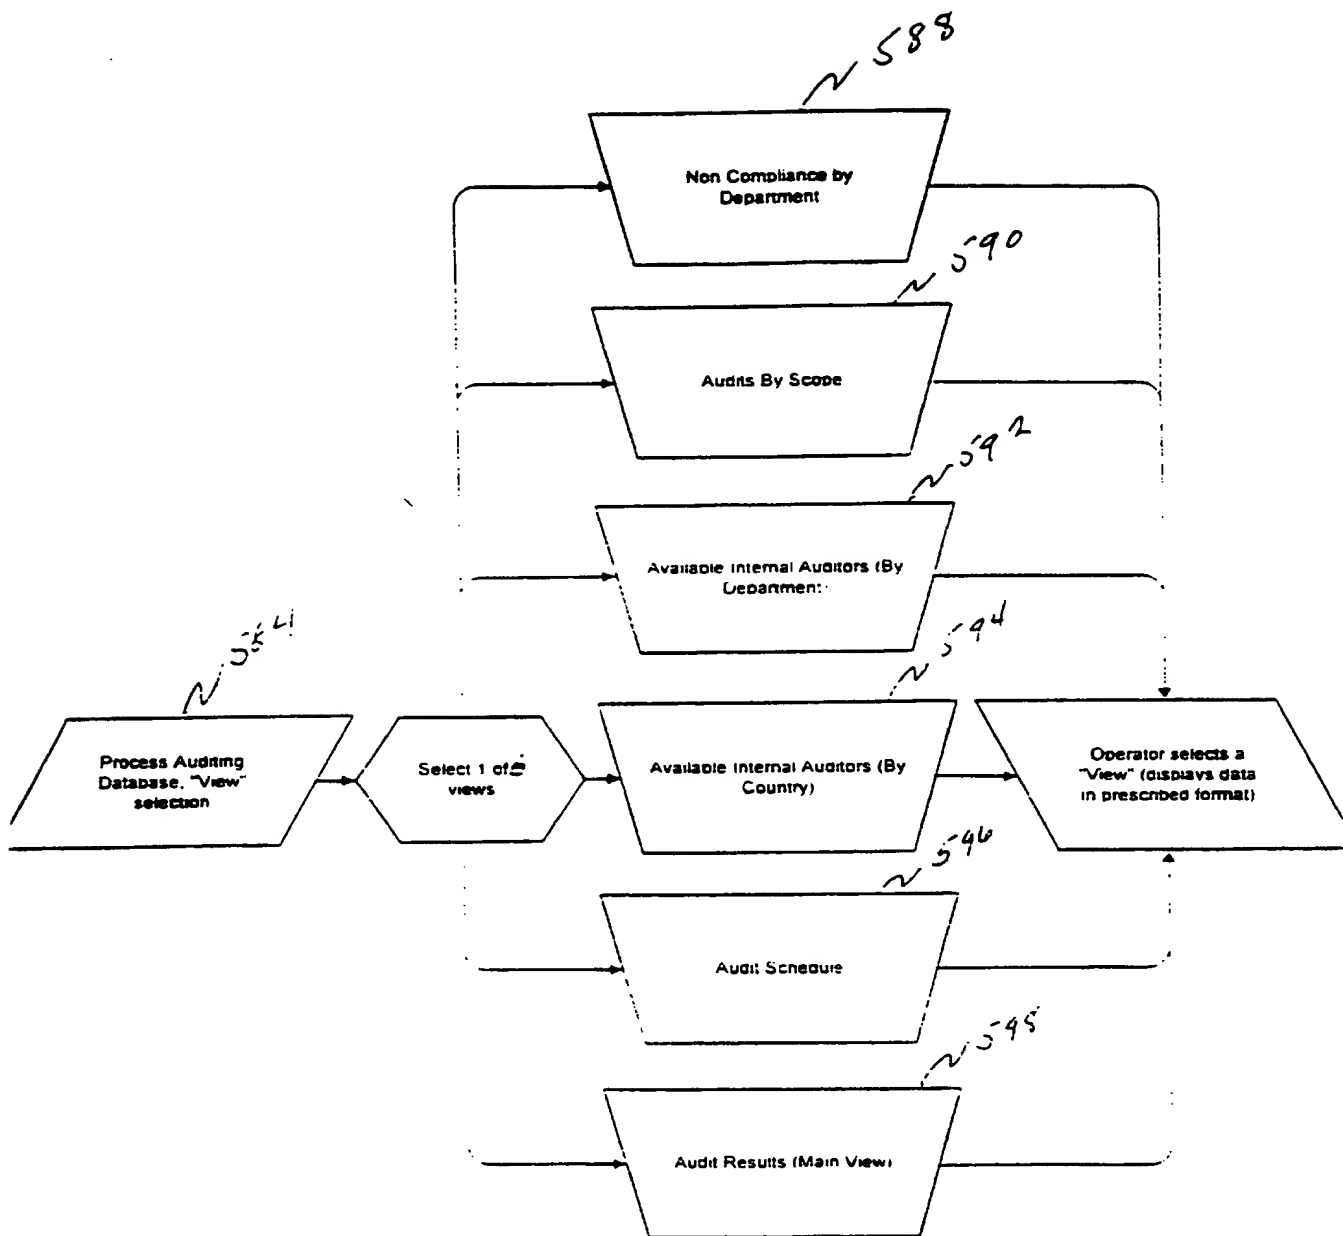 588
Non Compliance by
Department
590
Audits By Scope
592
Available Internal Auditors (By
Department
584
594
Process Auditing
Database, "View"
selection
Select 1 of
views
Available Internal Auditors (By
Country)
Operator selects a
"View" (displays data
in prescribed format)
596
Audit Schedule
598
Audit Results (Main View)